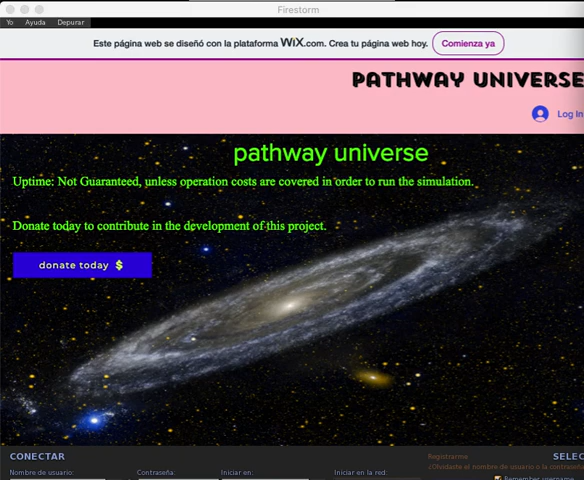 Firestorm
Yo Ayuda Depurar
Este página web se diseñó con la plataforma WiX.com. Crea tu página web hoy. Comienza ya
PATHWAY UNIVERSE
Log In
pathway universe
Uptime: Not Guaranteed, unless operation costs are covered in order to run the simulation.
Donate today to contribute in the development of this project.
donate today $
CONECTAR
Registrarme
SELEC
¿Olvidaste el nombre de usuario o la contraseña
Nombre de usuario: Contraseña: Iniciar en: Iniciar en la red:
Remember username